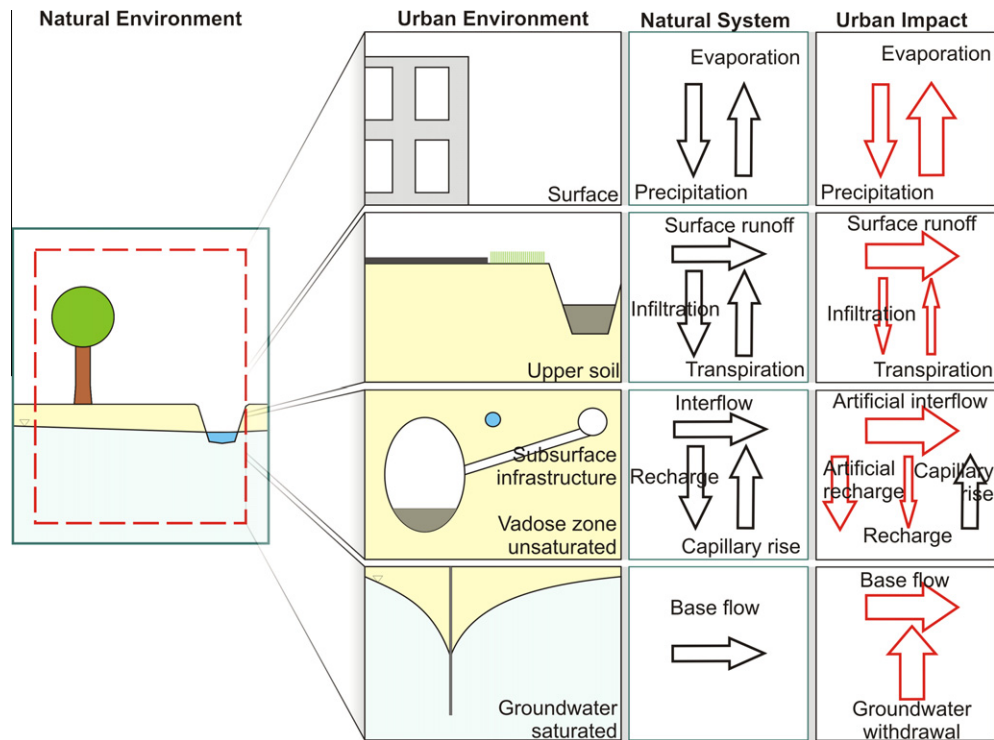 Natural Environment
Urban Environment
Natural System
Urban Impact
Surface
Evaporation
Precipitation
Evaporation
Precipitation
Upper soil
Surface runoff
Infiltration
Transpiration
Surface runoff
Infiltration
Transpiration
Subsurface
infrastructure
Vadose zone
unsaturated
Interflow
Recharge
Capillary rise
Artificial interflow
Artificial
recharge
Capillary
rise
Recharge
Groundwater
saturated
Base flow
Base flow
Groundwater
withdrawal